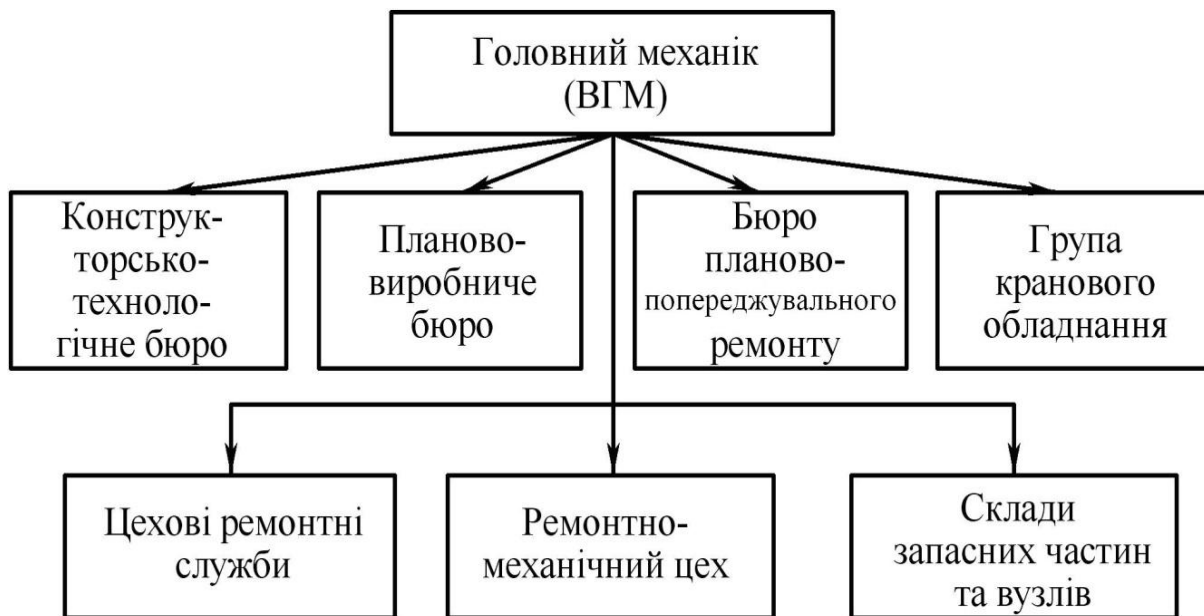 Головний механік
(ВГМ)
Конструк-
торсько-
техноло-
гічне бюро
Планово-
виробниче
бюро
Бюро
планово-
попереджувального
ремонту
Група
кранового
обладнання
Цехові ремонтні
служби
Ремонтно-
механічний цех
Склади
запасних частин
та вузлів